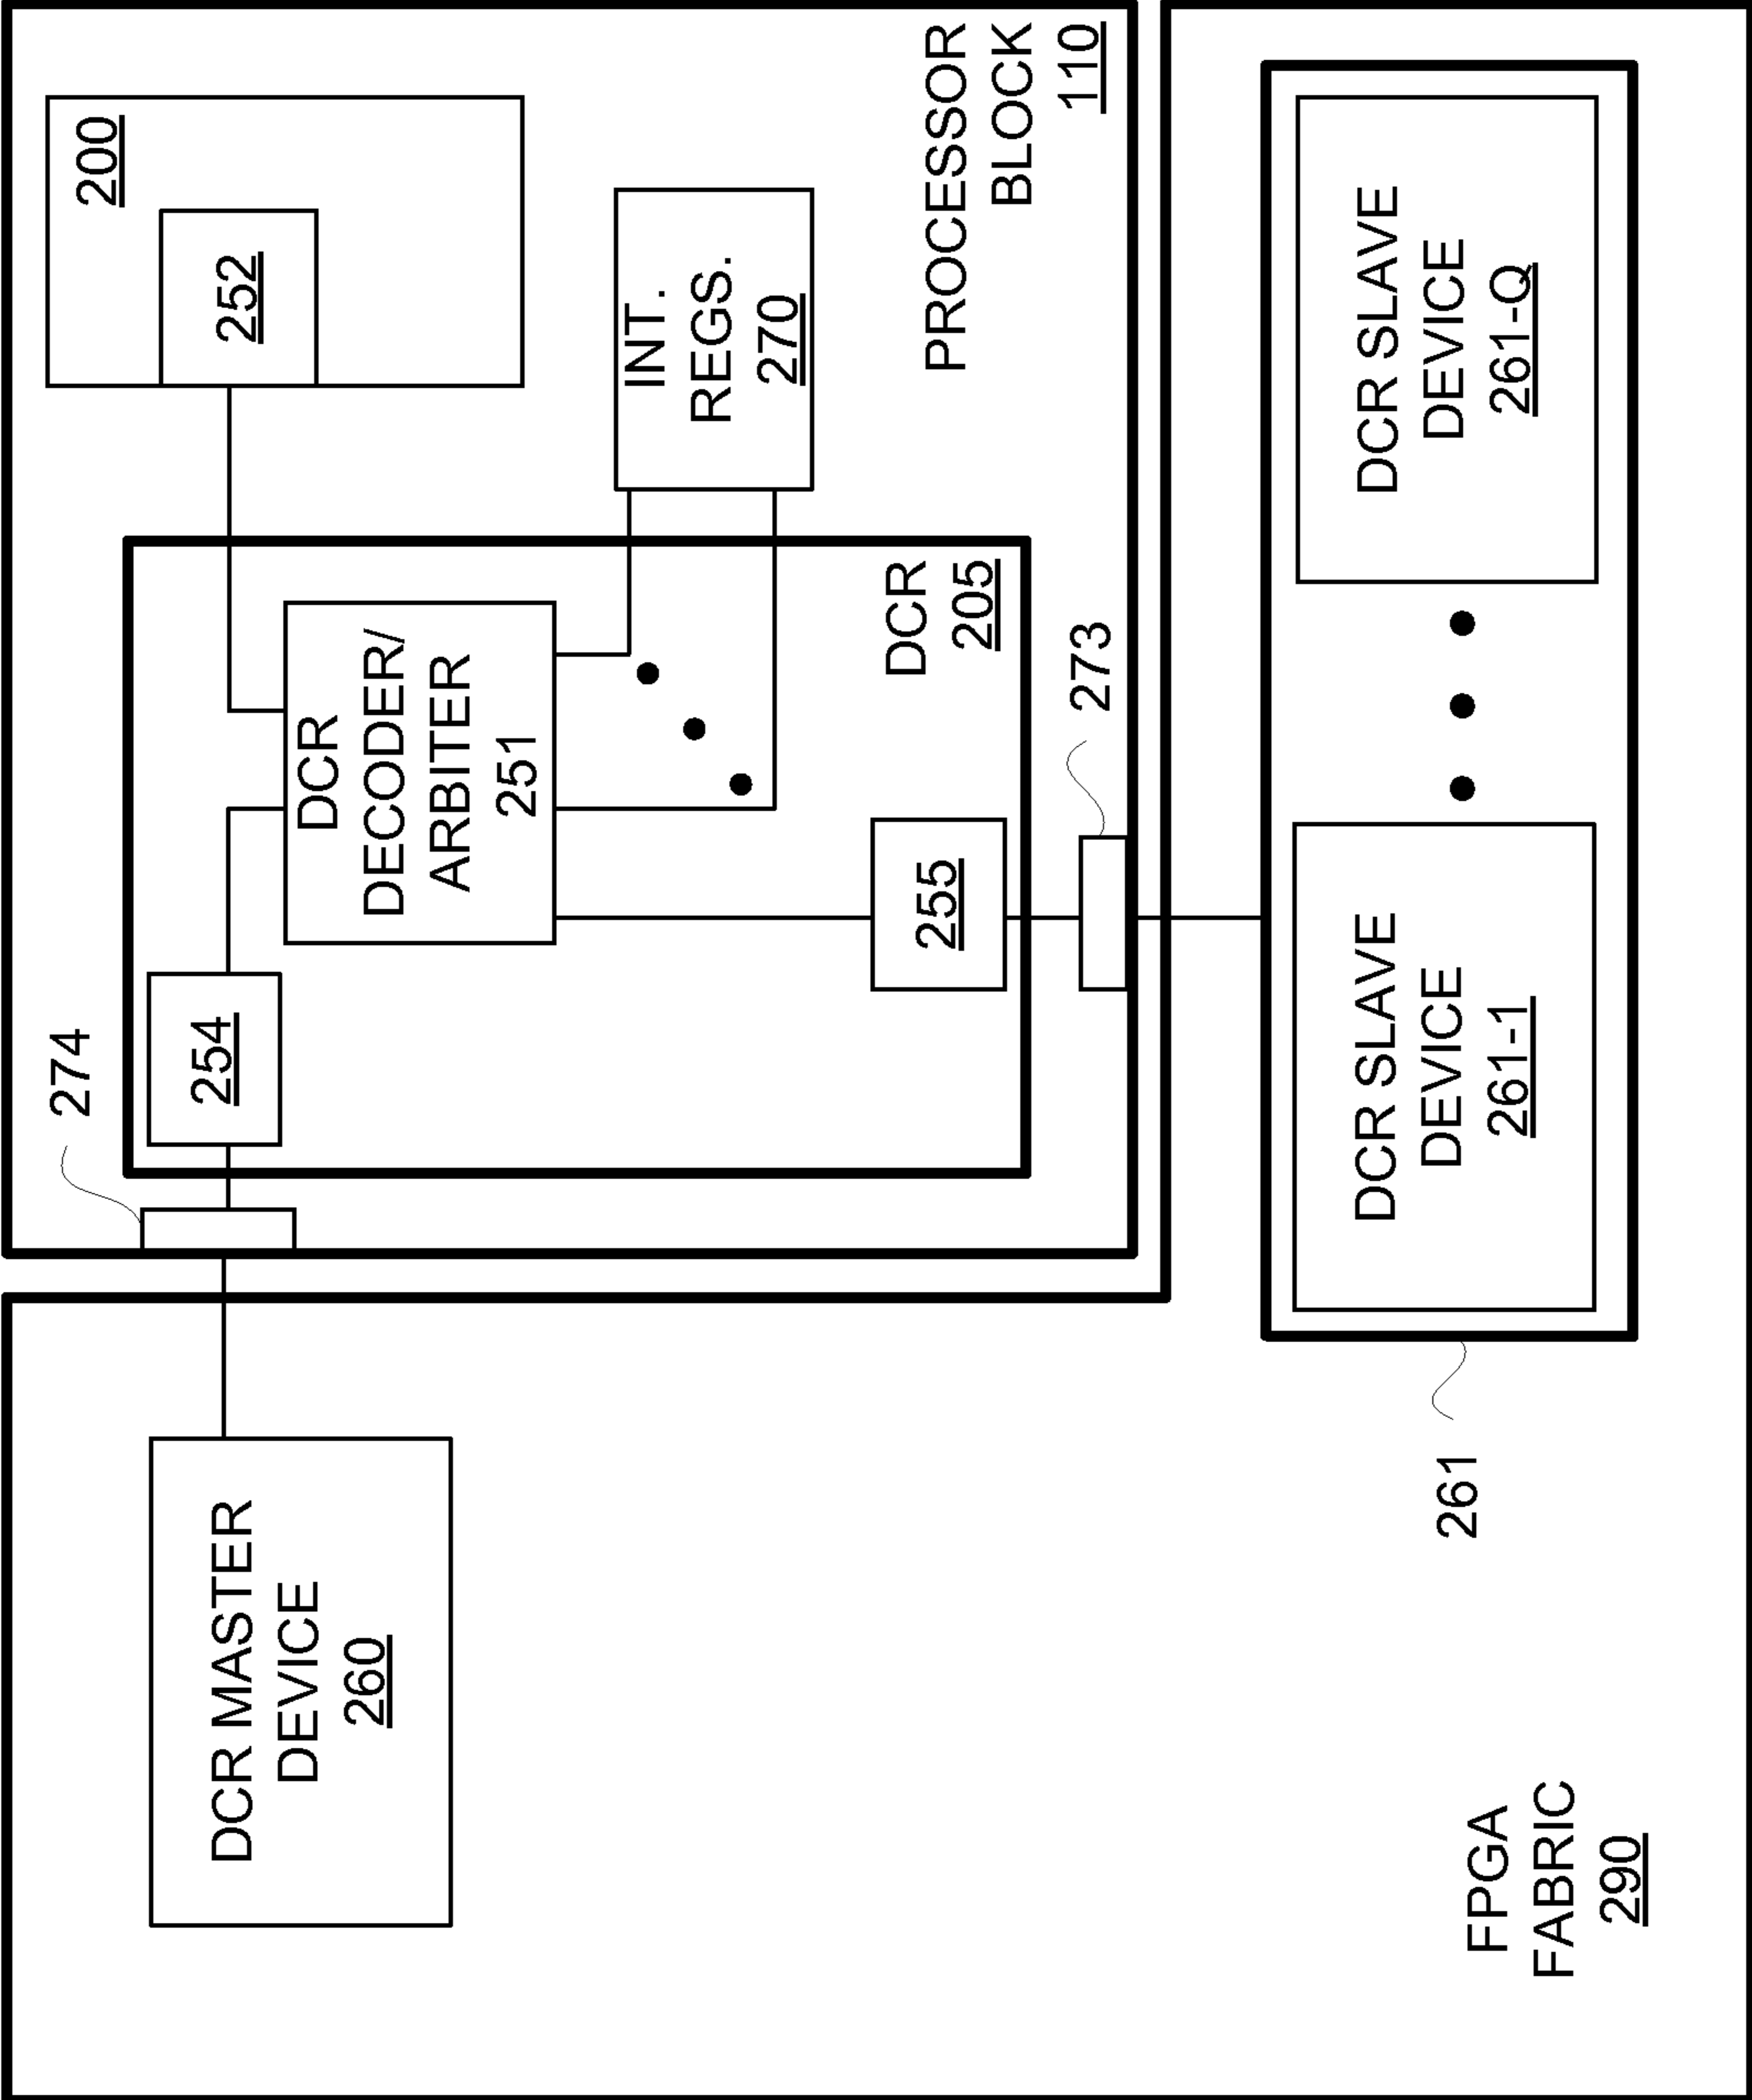 DCR MASTER
DEVICE
260
274
254
DCR
DECODER/
ARBITER
251
252
200
INT.
REGS.
270
255
DCR
205
273
PROCESSOR
BLOCK
110
261
DCR SLAVE
DEVICE
261-1
DCR SLAVE
DEVICE
261-Q
FPGA
FABRIC
290